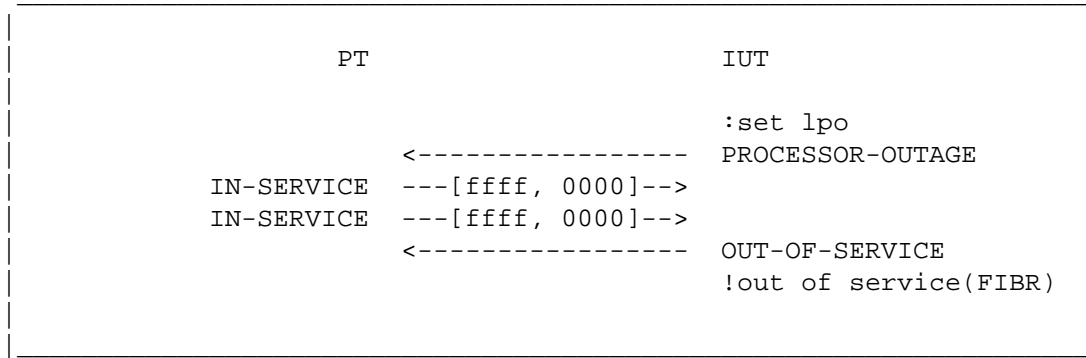 PT IUT
:set lpo
<----------------- PROCESSOR-OUTAGE
IN-SERVICE ---[ffff, 0000]-->
IN-SERVICE ---[ffff, 0000]-->
<----------------- OUT-OF-SERVICE
!out of service(FIBR)